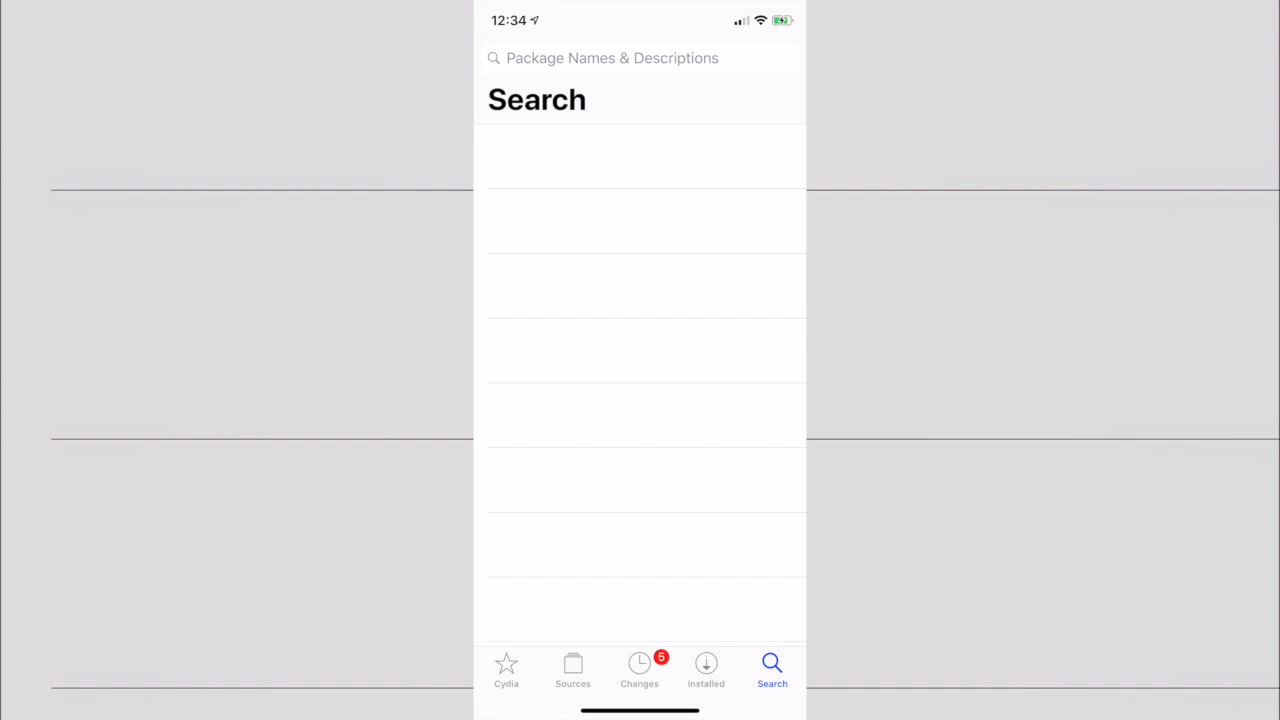 12:34
Package Names & Descriptions
Search
5
Cydia Sources Changes Installed Search